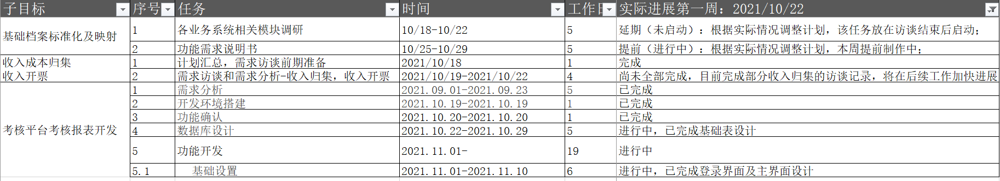 子目标 序号 任务 时间 工作日 实际进展第一周：2021/10/22
基础档案标准化及映射
1 各业务系统相关模块调研 10/18-10/22 5 延期（未启动）：根据实际情况调整计划，该任务放在访谈结束后启动；
2 功能需求说明书 10/25-10/29 5 提前（进行中）：根据实际情况调整计划，本周提前制作中；
收入成本归集 1 计划汇总，需求访谈前期准备 2021/10/18 1 完成
收入开票 2 需求访谈和需求分析-收入归集，收入开票 2021/10/19-2021/10/22 4 尚未全部完成，目前完成部分收入归集的访谈记录，将在后续工作加快进展
考核平台考核报表开发
1 需求分析 2021.09.01-2021.09.23 5 已完成
2 开发环境搭建 2021.10.19-2021.10.19 1 已完成
3 功能确认 2021.10.20-2021.10.20 1 已完成
4 数据库设计 2021.10.22-2021.10.29 5 进行中，已完成基础表设计
5 功能开发 2021.11.01- 19 进行中
5.1 基础设置 2021.11.01-2021.11.10 6 进行中，已完成登录界面及主界面设计